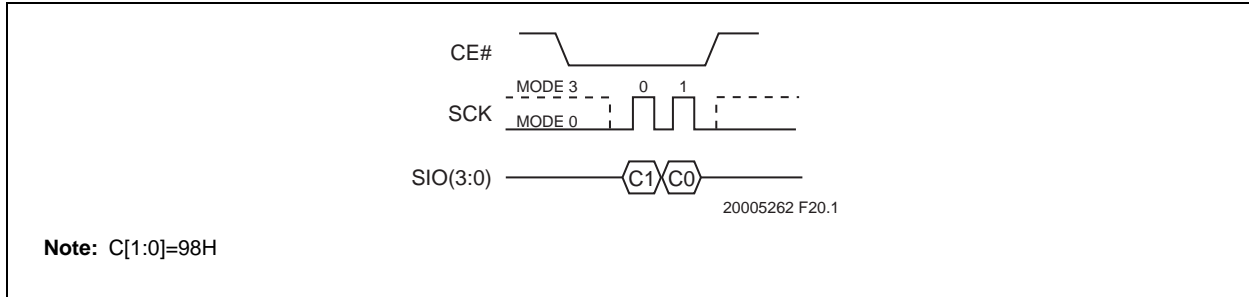 CE#
MODE 3 0 1
SCK
MODE 0
SIO(3:0) C1 C0
20005262 F20.1
Note: C[1:0]=98H